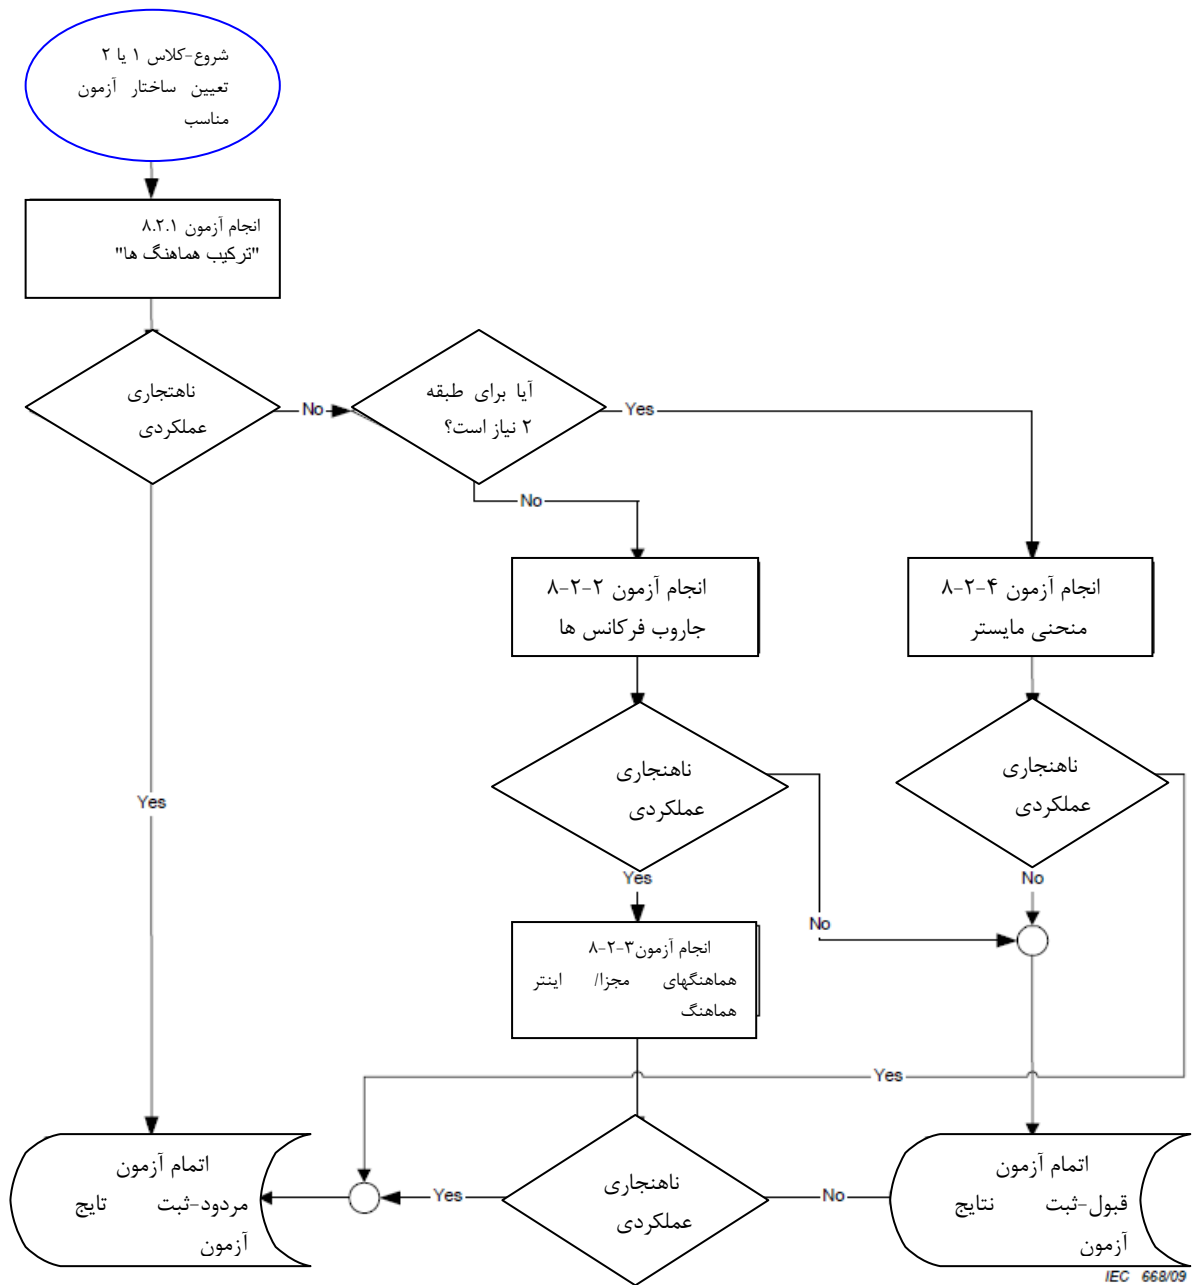 شروع-کلاس ۱ یا ۲
تعیین ساختار آزمون
مناسب
انجام آزمون ۸.۲.۱
"ترکیب هماهنگ ها"
ناهتجاری
عملکردی
No
آیا برای طبقه
۲ نیاز است؟
Yes
No
انجام آزمون ۲-۲-۸
جاروب فرکانس ها
انجام آزمون ۴-۲-۸
منحنی مایستر
ناهنجاری
عملکردی
ناهنجاری
عملکردی
Yes
Yes
No
No
انجام آزمون۳-۲-۸
هماهنگهای مجزا/ اینتر
هماهنگ
Yes
اتمام آزمون
مردود-ثبت تایج
آزمون
Yes
ناهنجاری
عملکردی
No
اتمام آزمون
قبول-ثبت نتایج
آزمون
IEC 668/09